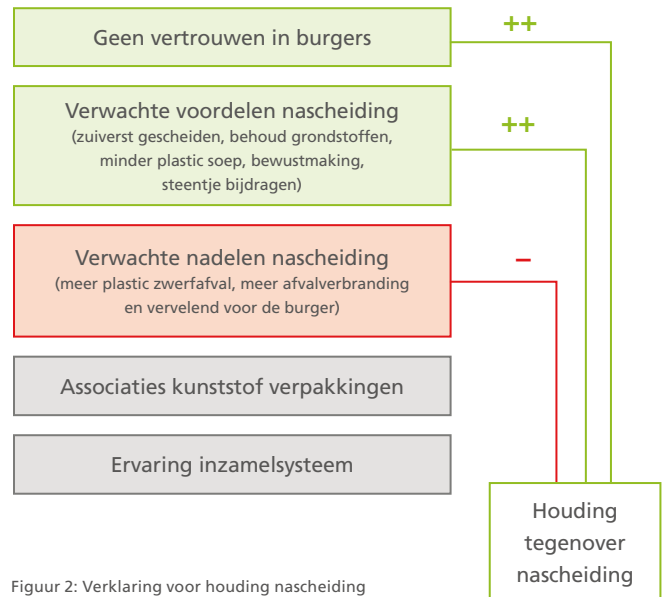 Geen vertrouwen in burgers
++
Verwachte voordelen nascheiding
(zuiverst gescheiden, behoud grondstoffen,
minder plastic soep, bewustmaking,
steentje bijdragen)
++
Verwachte nadelen nascheiding
(meer plastic zwerfafval, meer afvalverbranding
en vervelend voor de burger)
–
Associaties kunststof verpakkingen
Ervaring inzamelsysteem
Houding
tegenover
nascheiding
Figuur 2: Verklaring voor houding nascheiding